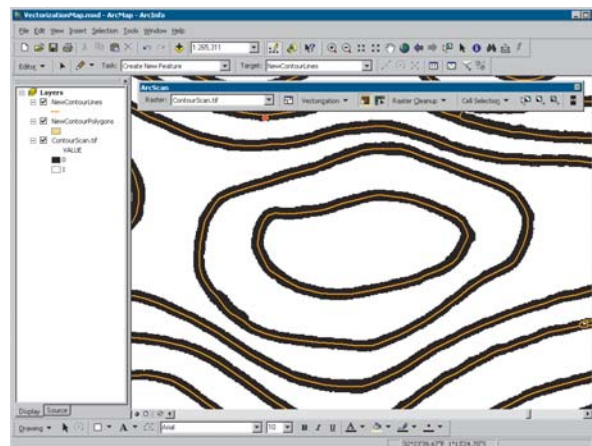 VectorizationMap.mxd - ArcMap - ArcInfo
File Edit View Insert Selection Tools Window Help
1:265,311
Editor Task: Create New Feature Target: NewContourLines
ArcScan
Raster: ContourScan.tif Vectorization Raster Cleanup Cell Selection
Layers
NewContourLines
NewContourPolygons
ContourScan.tif
VALUE
0
1
Display Source
Drawing A Arial 10 B I U A